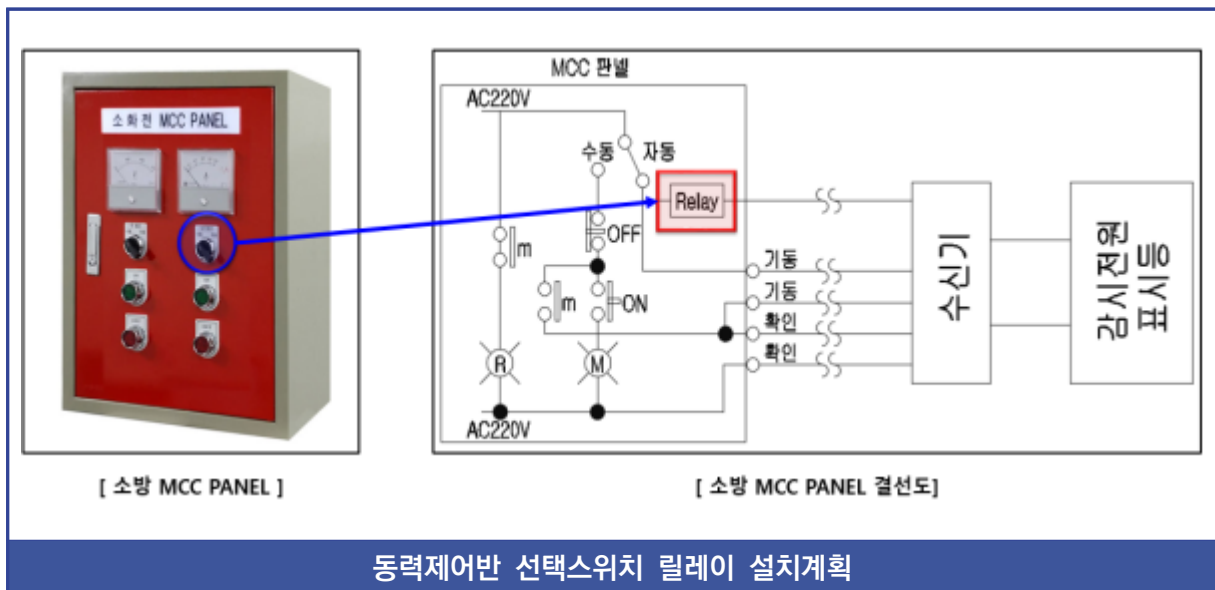 소 화 전 MCC PANEL
[ 소방 MCC PANEL ]
MCC 판넬
AC220V
수동
자동
Relay
m
OFF
m
ON
R
M
AC220V
기동
기동
확인
확인
수신기
감시전원
표시등
[ 소방 MCC PANEL 결선도]
동력제어반 선택스위치 릴레이 설치계획